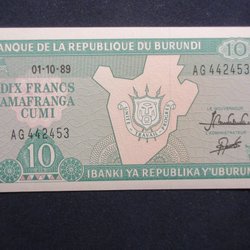 BANQUE DE LA REPUBLIQUE DU BURUNDI
10
01-10-89
AG 442453
DIX FRANCS
AMAFRANGA
CUMI
AG 442453
10
IBANKI YA REPUBLIKA Y'UBURUNDI